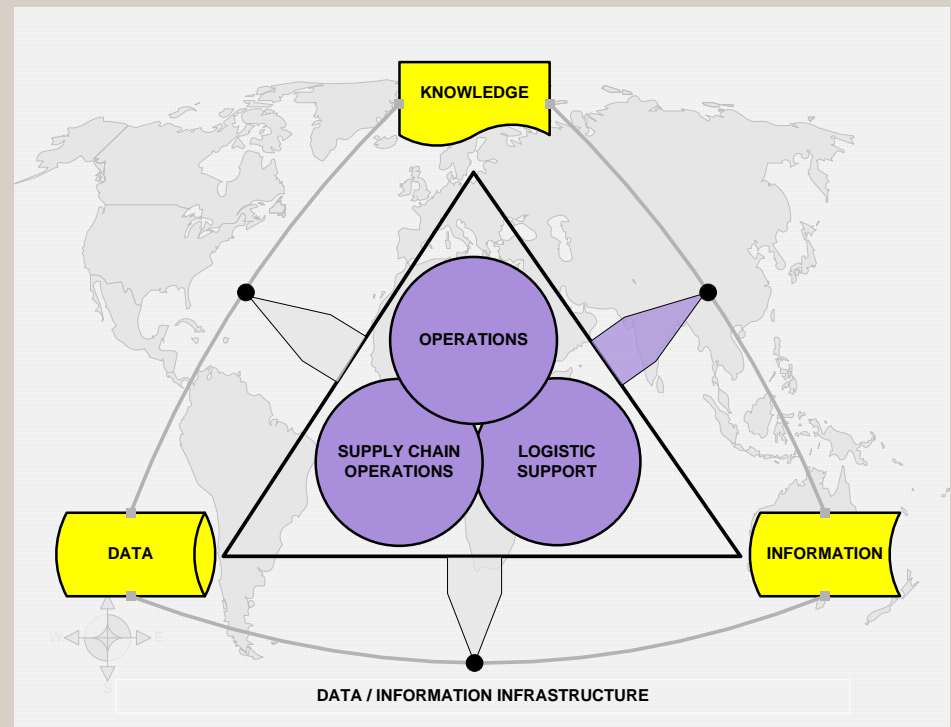 KNOWLEDGE
OPERATIONS
SUPPLY CHAIN
OPERATIONS
LOGISTIC
SUPPORT
DATA
INFORMATION
W
E
S
DATA / INFORMATION INFRASTRUCTURE